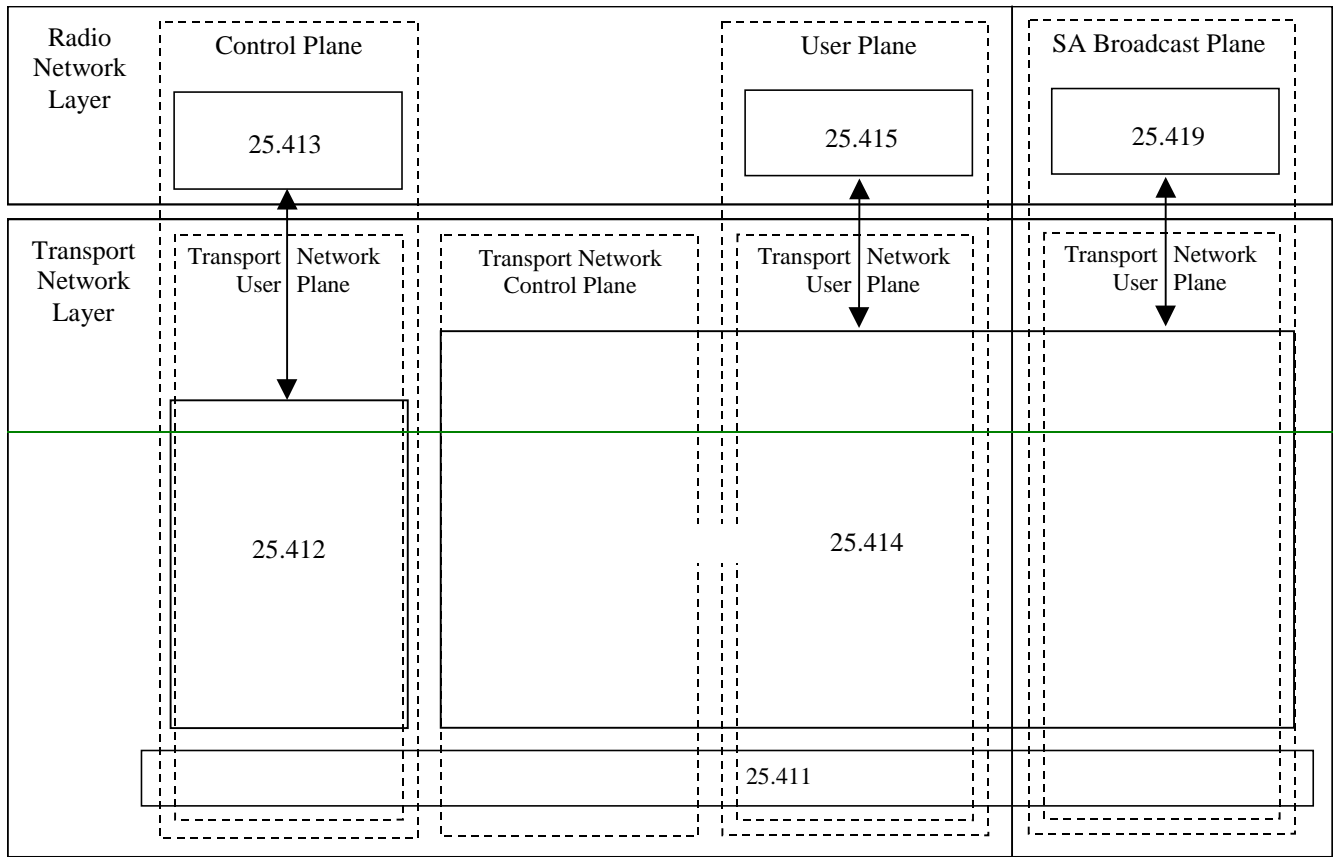 Radio
Network
Layer
Control Plane
User Plane
SA Broadcast Plane
25.413
25.415
25.419
Transport
Network
Layer
Transport Network
User Plane
Transport Network
Control Plane
Transport Network
User Plane
Transport Network
User Plane
25.412
25.414
25.411